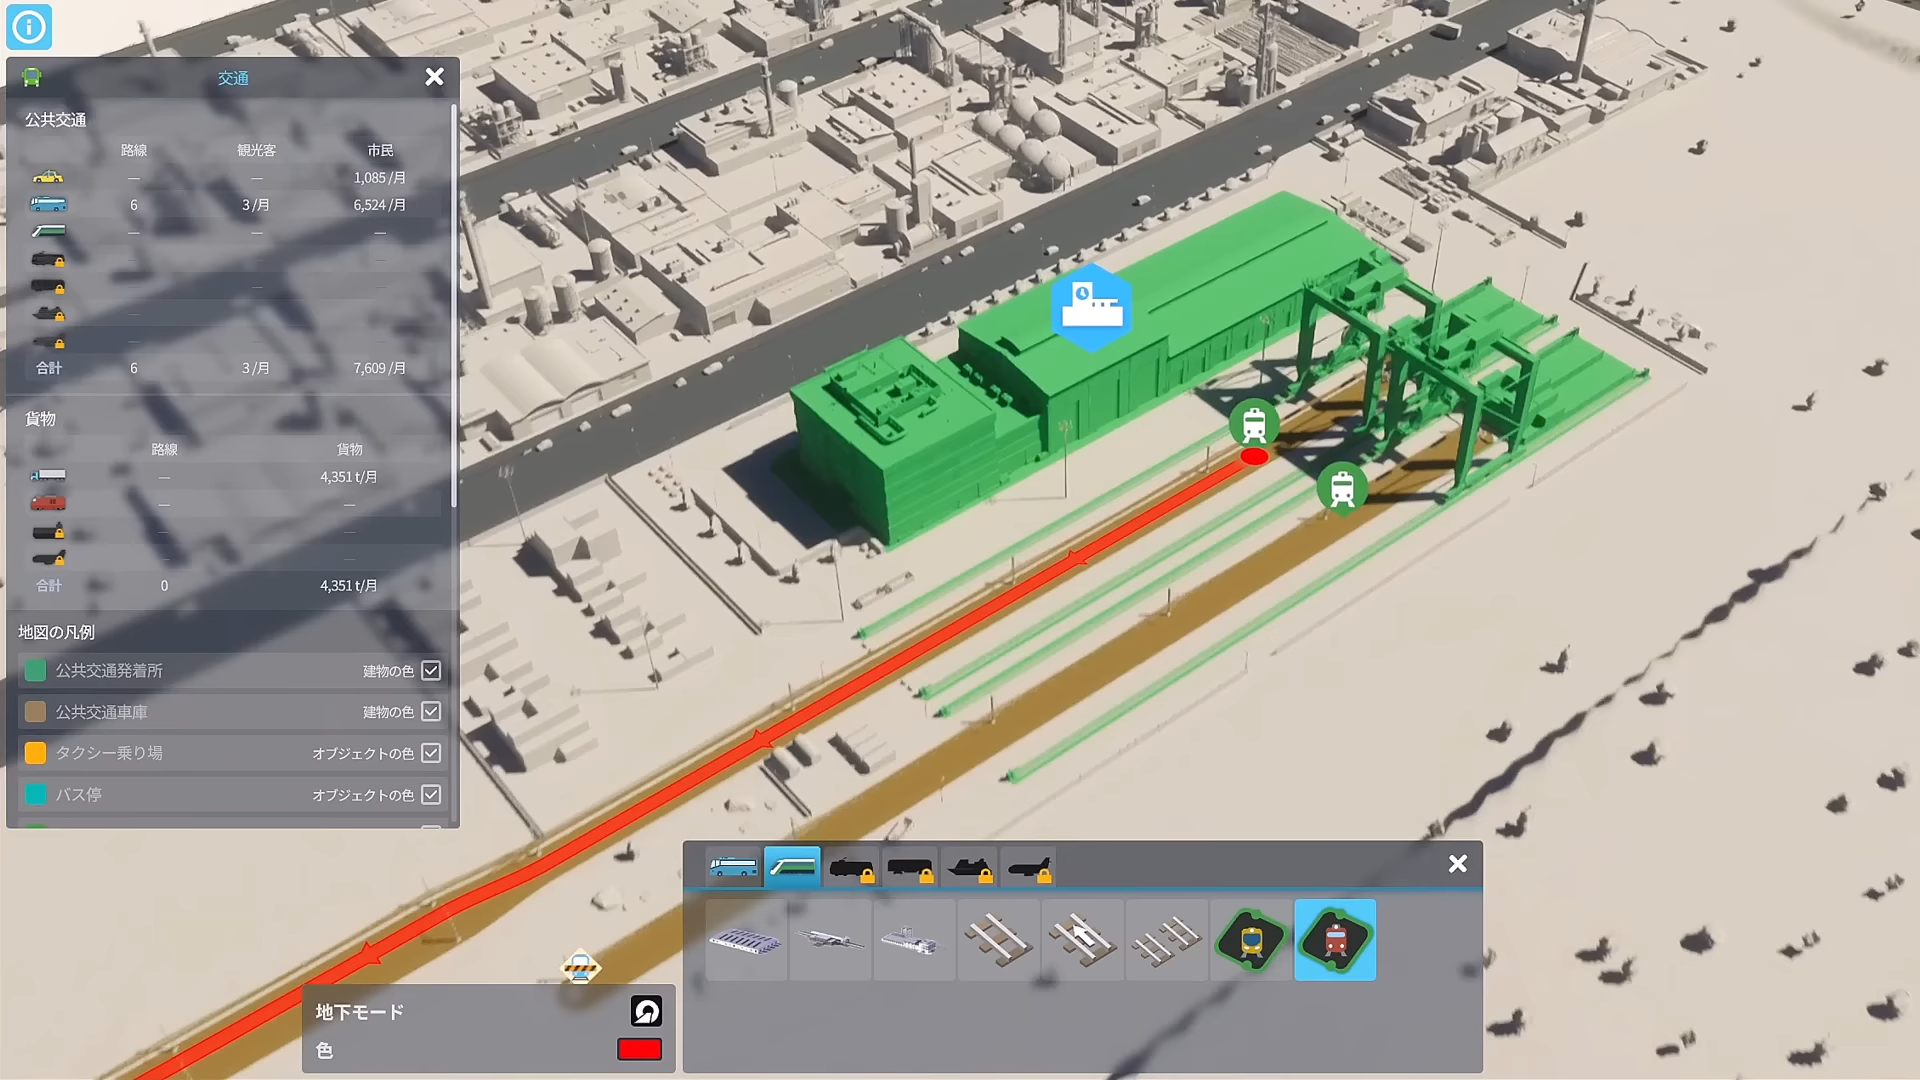 交通
公共交通
路線 観光客 市民
— — 1,085 /月
6 3 /月 6,524 /月
— — —
— — —
— — —
— — —
— — —
合計 6 3 /月 7,609 /月
貨物
路線 貨物
— 4,351 t/月
— —
— —
— —
合計 0 4,351 t/月
地図の凡例
公共交通発着所 建物の色
公共交通車庫 建物の色
タクシー乗り場 オブジェクトの色
バス停 オブジェクトの色
地下モード
色